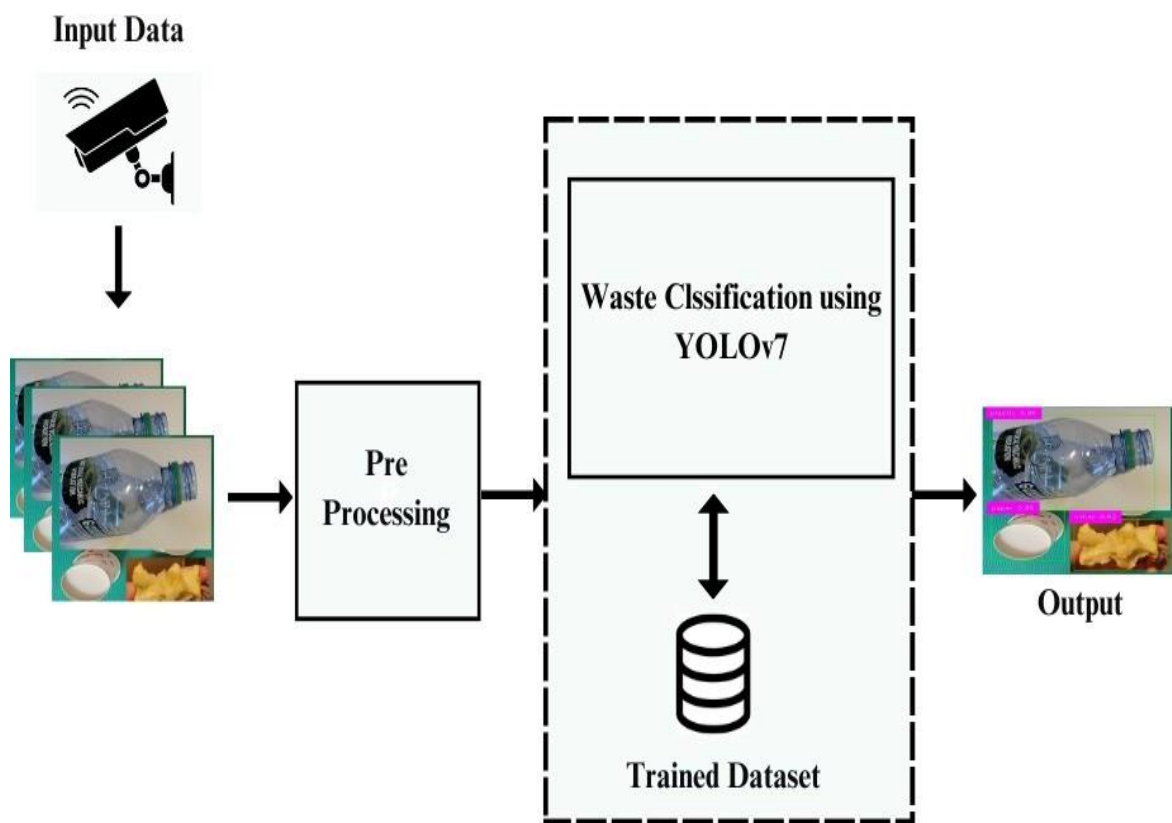 Input Data
Waste Clssification using
YOLOv7
Pre
Processing
Output
Trained Dataset